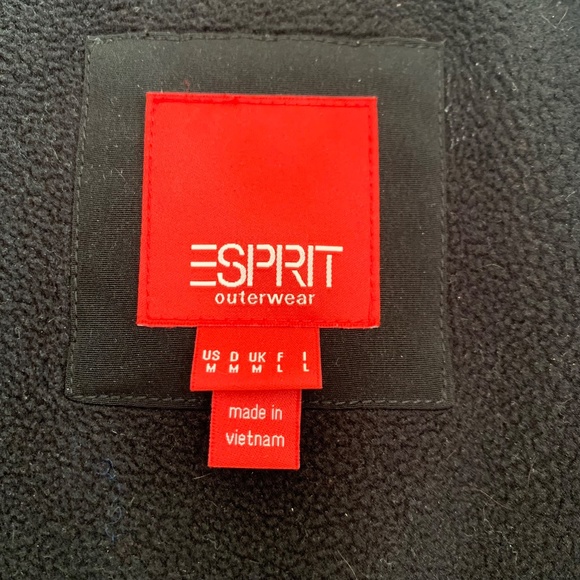 ESPRIT
outerwear
US D UK F I
M M M L L
made in
vietnam